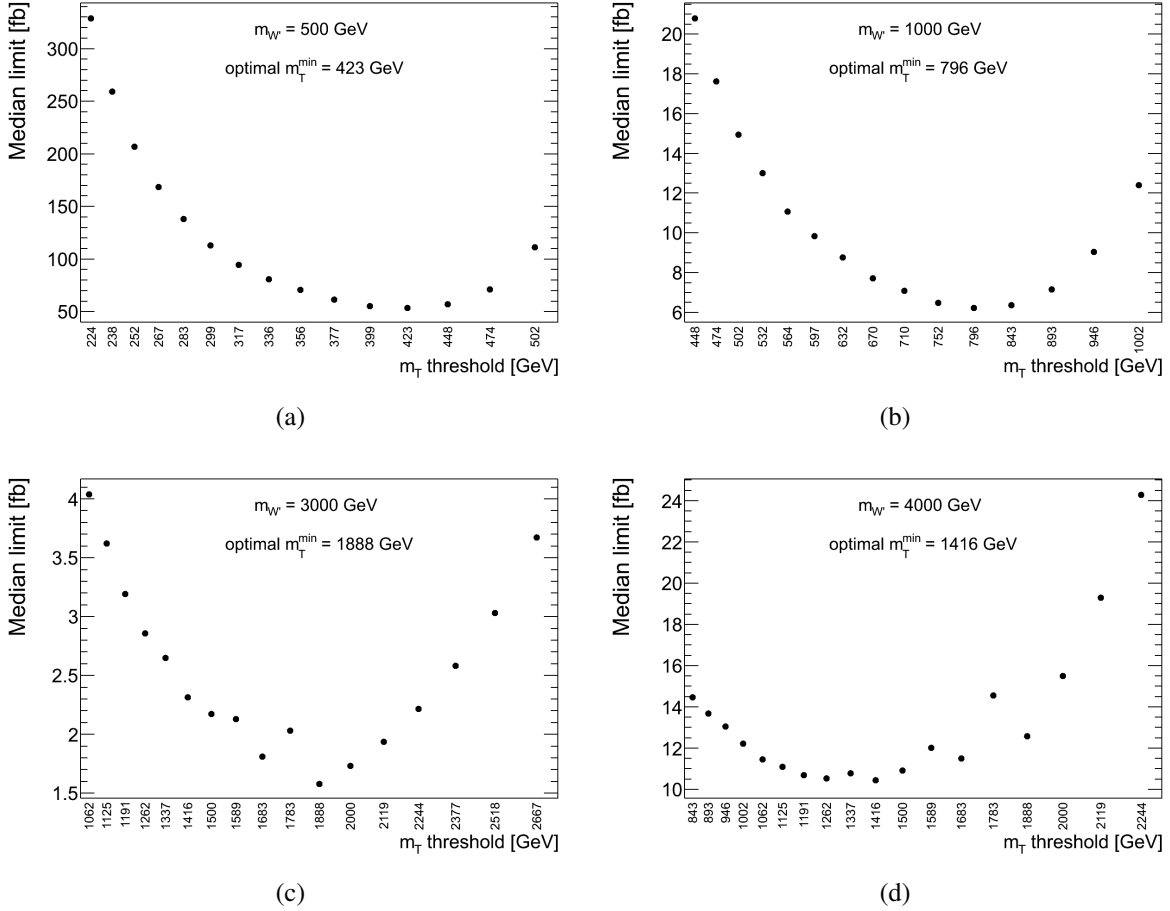 Median limit [fb]
m_W' = 500 GeV
optimal m_T^min = 423 GeV
300
250
200
150
100
50
224 238 252 267 283 299 317 336 356 377 399 423 448 474 502
m_T threshold [GeV]
(a)
Median limit [fb]
m_W' = 1000 GeV
optimal m_T^min = 796 GeV
20
18
16
14
12
10
8
6
448 474 502 532 564 597 632 670 710 752 796 843 893 946 1002
m_T threshold [GeV]
(b)
Median limit [fb]
m_W' = 3000 GeV
optimal m_T^min = 1888 GeV
4
3.5
3
2.5
2
1.5
1062 1125 1191 1262 1337 1416 1500 1589 1683 1783 1888 2000 2119 2244 2377 2518 2667
m_T threshold [GeV]
(c)
Median limit [fb]
m_W' = 4000 GeV
optimal m_T^min = 1416 GeV
24
22
20
18
16
14
12
10
843 893 946 1002 1062 1125 1191 1262 1337 1416 1500 1589 1683 1783 1888 2000 2119 2244
m_T threshold [GeV]
(d)